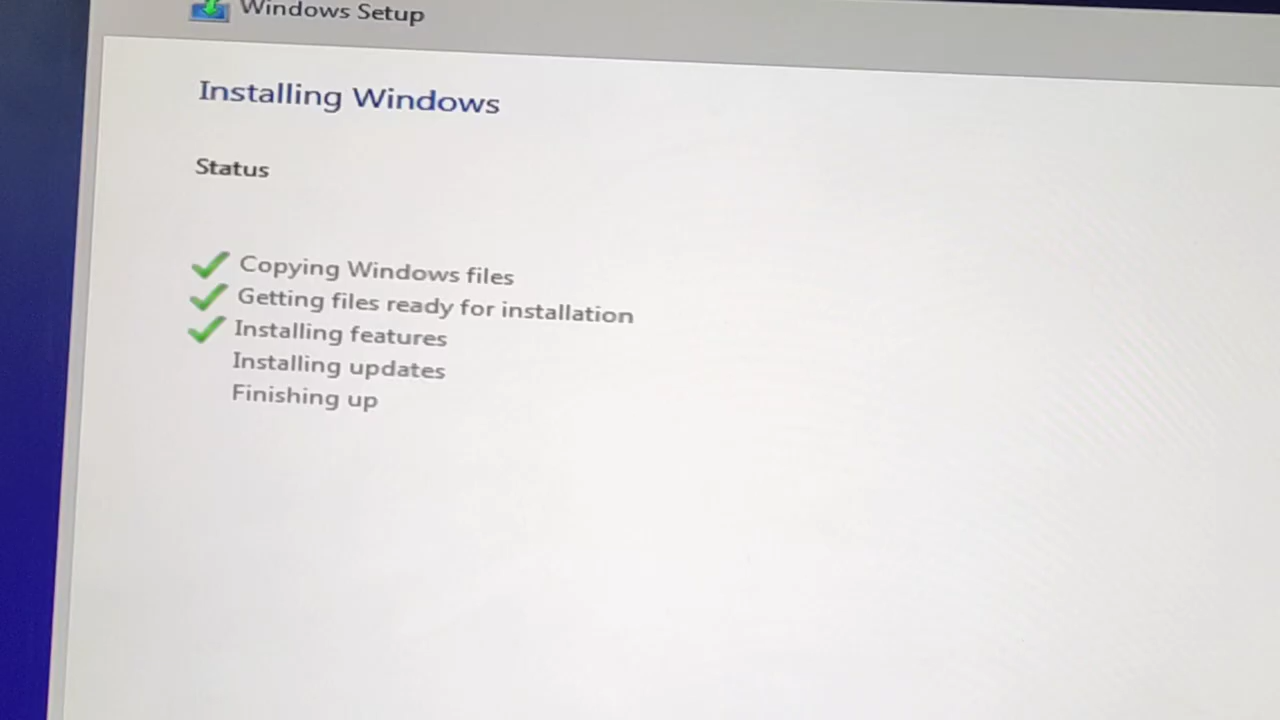 Windows Setup
Installing Windows
Status
Copying Windows files
Getting files ready for installation
Installing features
Installing updates
Finishing up